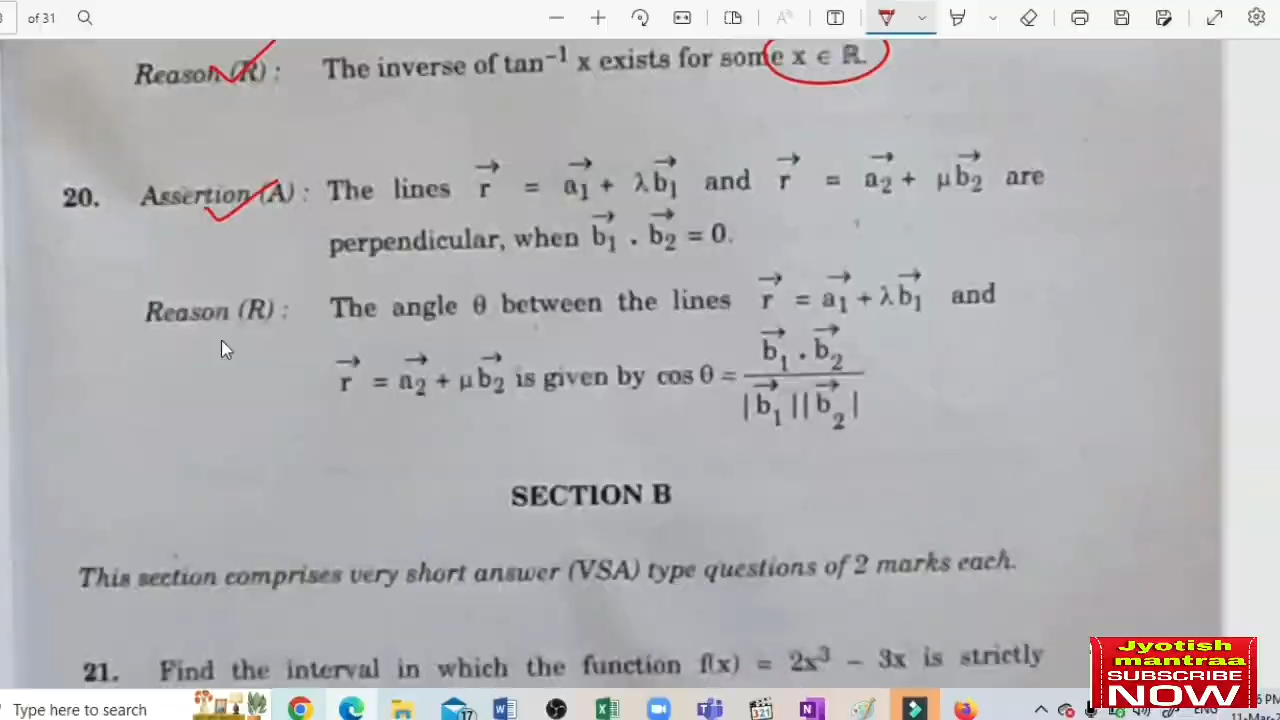 of 31
Reason (R) : The inverse of tan⁻¹ x exists for some x ∈ ℝ.
20. Assertion (A) : The lines r⃗ = a⃗₁ + λb⃗₁ and r⃗ = a⃗₂ + μb⃗₂ are
perpendicular, when b⃗₁ . b⃗₂ = 0.
Reason (R) : The angle θ between the lines r⃗ = a⃗₁ + λb⃗₁ and
r⃗ = a⃗₂ + μb⃗₂ is given by cos θ = b⃗₁ . b⃗₂ / |b⃗₁||b⃗₂|
SECTION B
This section comprises very short answer (VSA) type questions of 2 marks each.
21. Find the interval in which the function f(x) = 2x³ – 3x is strictly
Jyotish
mantraa
SUBSCRIBE
NOW
Type here to search
17
321
ENG